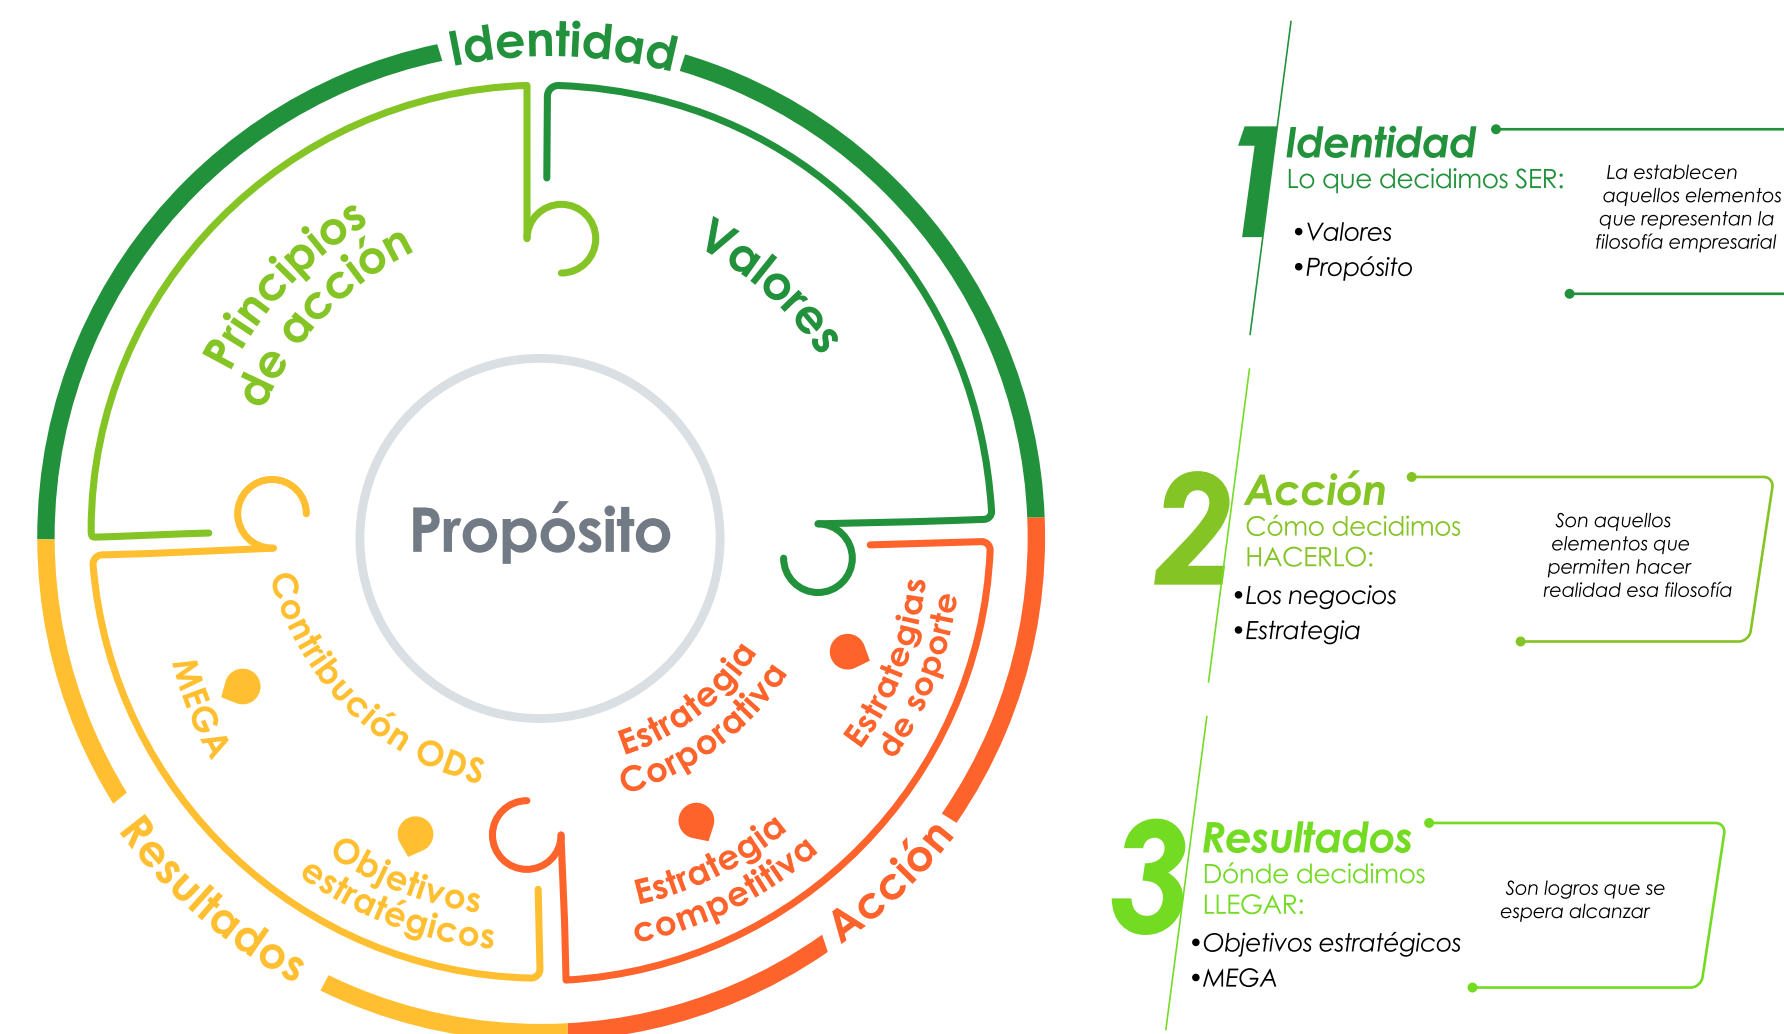 Identidad
Principios
de acción
Valores
Propósito
Contribución ODS
MEGA
Objetivos
estratégicos
Resultados
Estrategia
Corporativa
Estrategias
de soporte
Estrategia
competitiva
Acción
1
Identidad
Lo que decidimos SER:
•Valores
•Propósito
La establecen
aquellos elementos
que representan la
filosofía empresarial
2
Acción
Cómo decidimos
HACERLO:
•Los negocios
•Estrategia
Son aquellos
elementos que
permiten hacer
realidad esa filosofía
3
Resultados
Dónde decidimos
LLEGAR:
•Objetivos estratégicos
•MEGA
Son logros que se
espera alcanzar